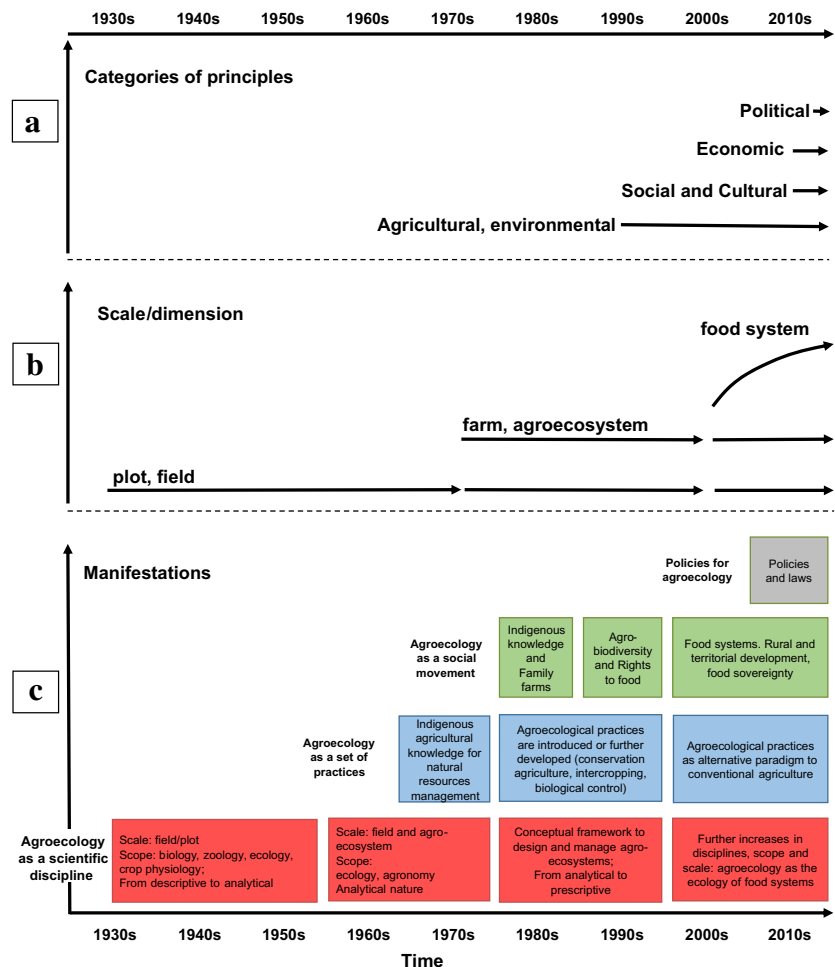 1930s 1940s 1950s 1960s 1970s 1980s 1990s 2000s 2010s
Categories of principles
a
Political
Economic
Social and Cultural
Agricultural, environmental
Scale/dimension
b
food system
farm, agroecosystem
plot, field
Manifestations
c
Policies for
agroecology
Policies
and laws
Agroecology
as a social
movement
Indigenous
knowledge
and
Family
farms
Agro-
biodiversity
and Rights
to food
Food systems. Rural and
territorial development,
food sovereignty
Agroecology
as a set of
practices
Indigenous
agricultural
knowledge for
natural
resources
management
Agroecological practices
are introduced or further
developed (conservation
agriculture, intercropping,
biological control)
Agroecological practices
as alternative paradigm to
conventional agriculture
Agroecology
as a scientific
discipline
Scale: field/plot
Scope: biology, zoology, ecology,
crop physiology;
From descriptive to analytical
Scale: field and agro-
ecosystem
Scope:
ecology, agronomy
Analytical nature
Conceptual framework to
design and manage agro-
ecosystems;
From analytical to
prescriptive
Further increases in
disciplines, scope and
scale: agroecology as the
ecology of food systems
1930s 1940s 1950s 1960s 1970s 1980s 1990s 2000s 2010s
Time